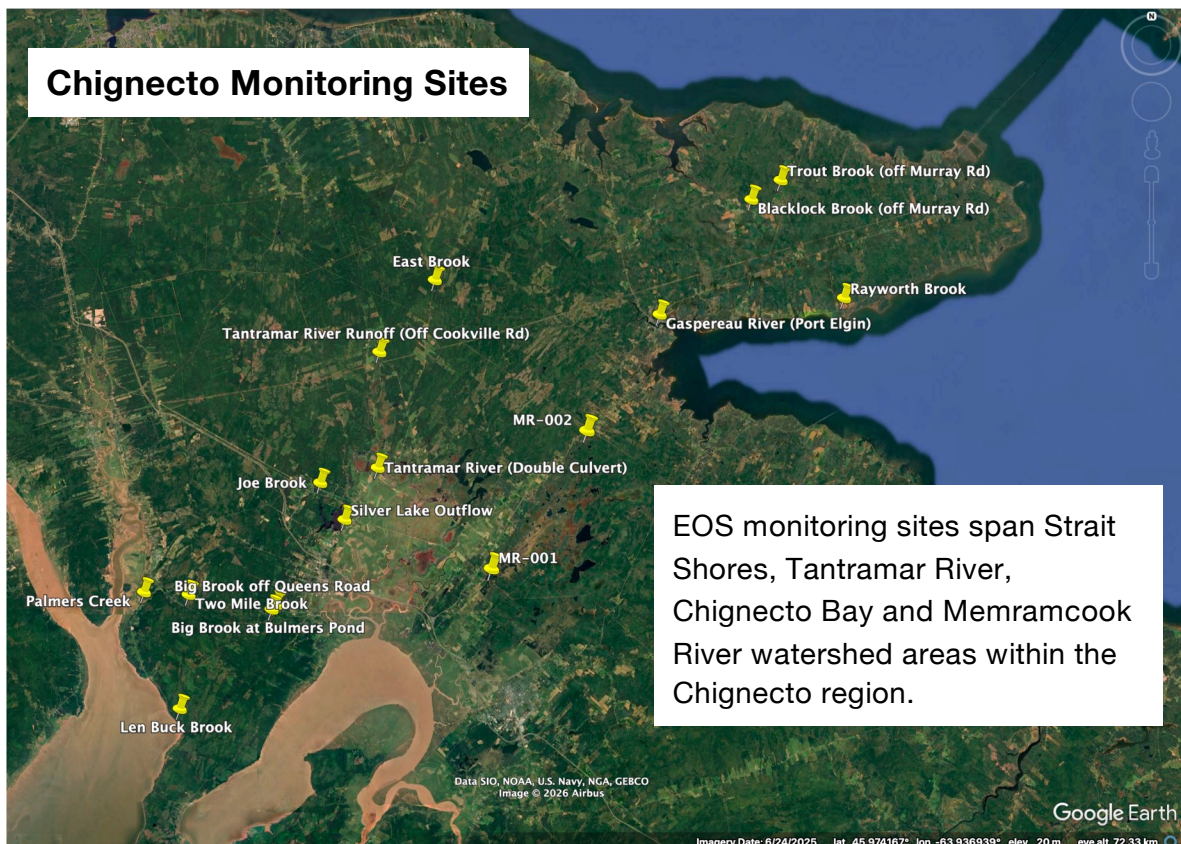 N
Chignecto Monitoring Sites
Trout Brook (off Murray Rd)
Blacklock Brook (off Murray Rd)
East Brook
Rayworth Brook
Gaspereau River (Port Elgin)
Tantramar River Runoff (Off Cookville Rd)
MR-002
Tantramar River (Double Culvert)
Joe Brook
Silver Lake Outflow
MR-001
Big Brook off Queens Road
Palmers Creek
Two Mile Brook
Big Brook at Bulmers Pond
Len Buck Brook
EOS monitoring sites span Strait
Shores, Tantramar River,
Chignecto Bay and Memramcook
River watershed areas within the
Chignecto region.
Data SIO, NOAA, U.S. Navy, NGA, GEBCO
Image © 2026 Airbus
Google Earth
Imagery Date: 6/24/2025 lat 45.974167° lon -63.936939° elev 20 m eye alt 72.33 km